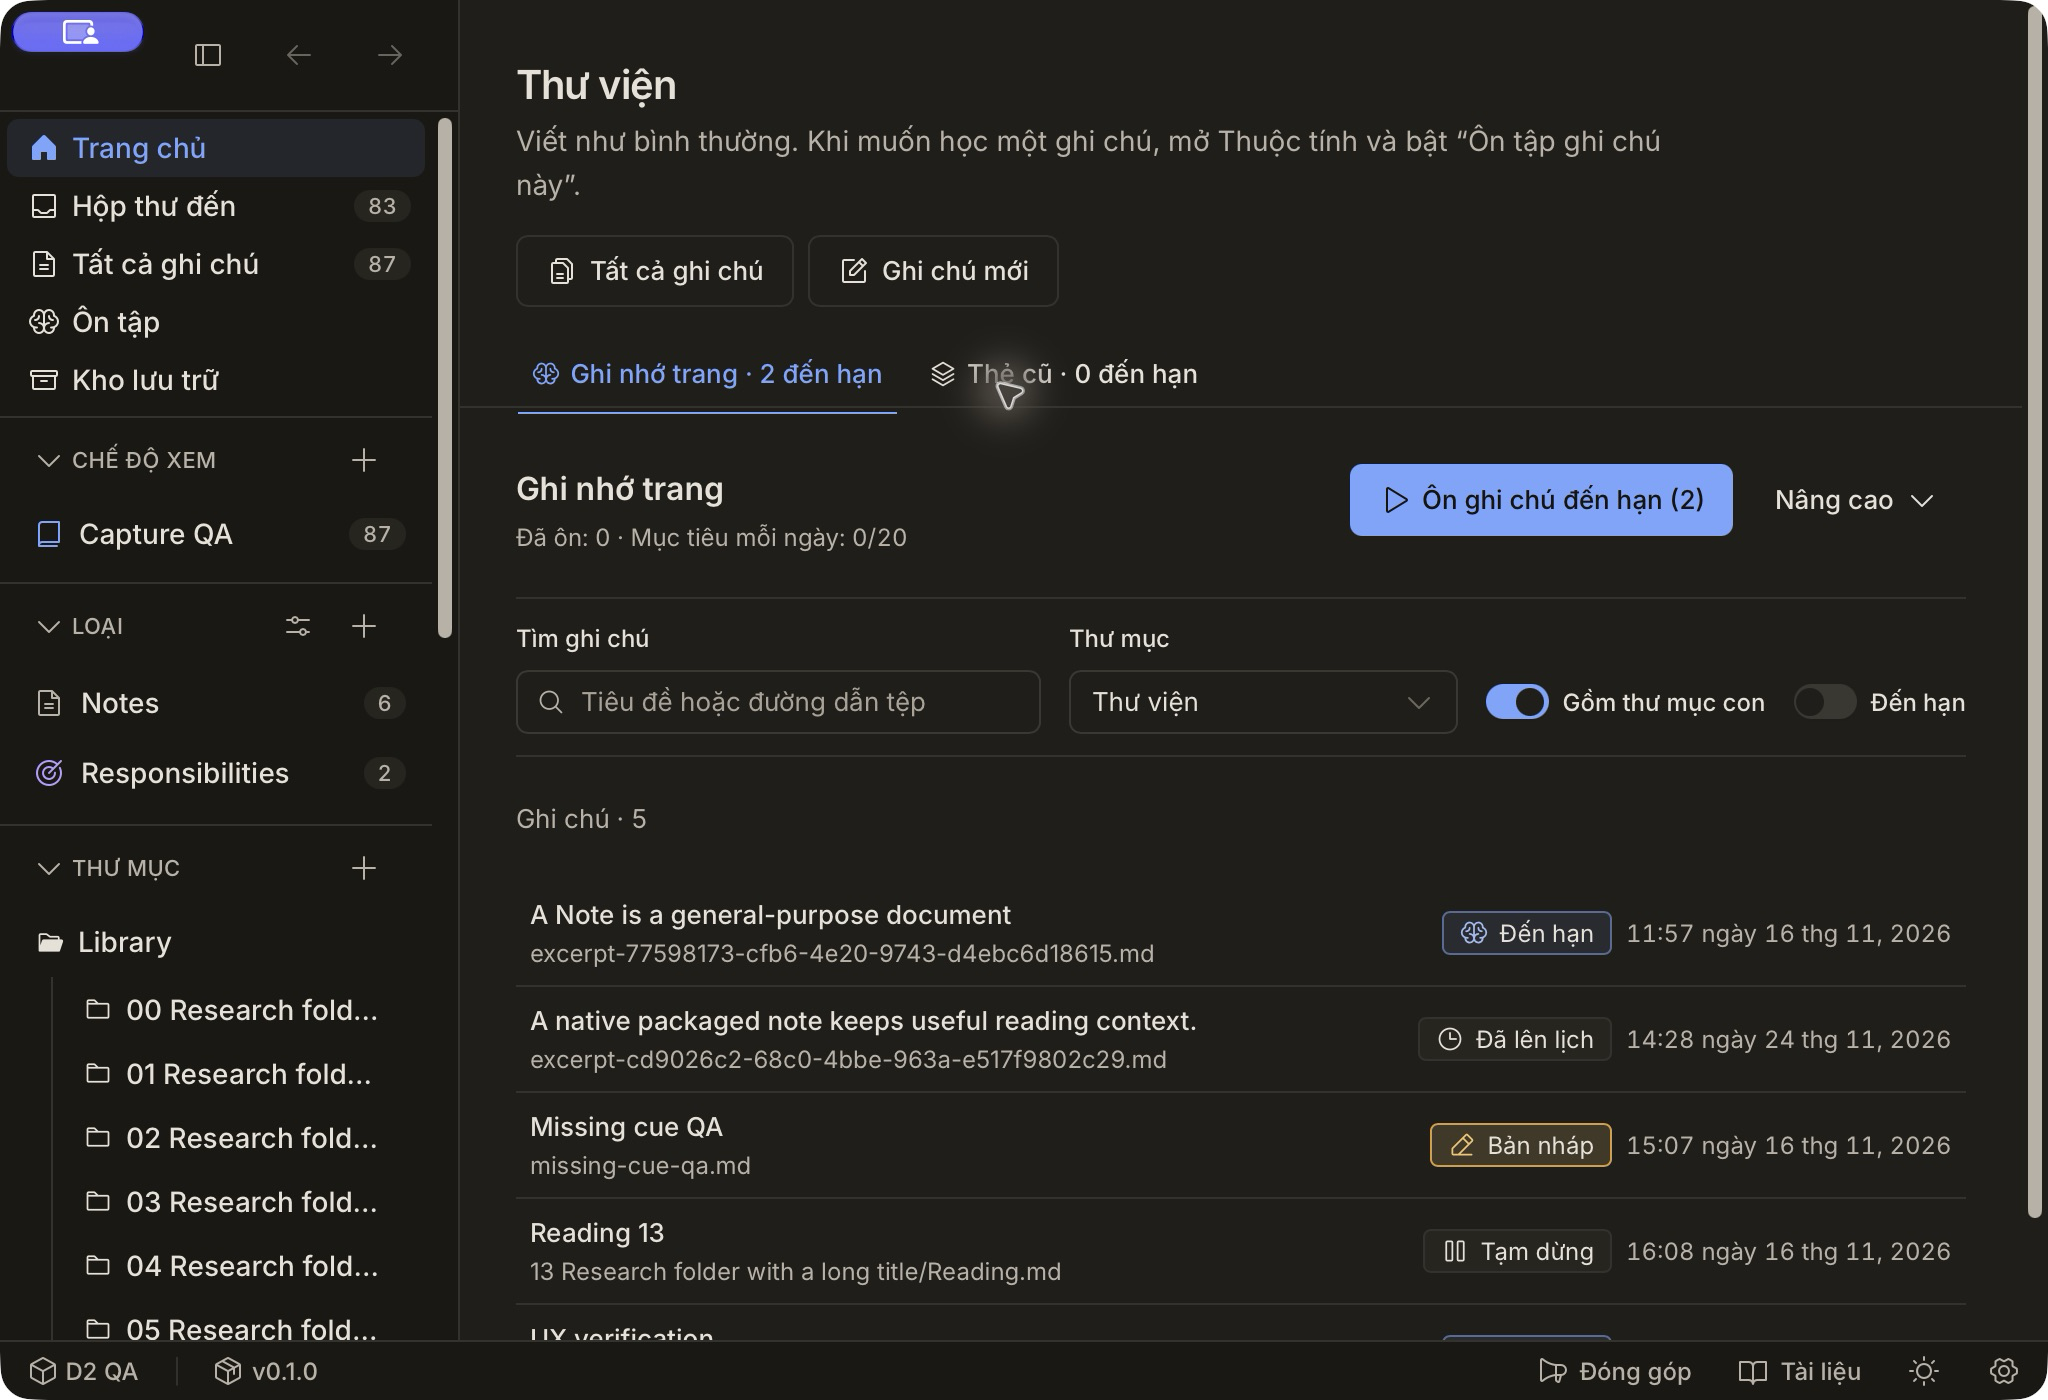 Trang chủ
Hộp thư đến 83
Tất cả ghi chú 87
Ôn tập
Kho lưu trữ
CHẾ ĐỘ XEM
Capture QA 87
LOẠI
Notes 6
Responsibilities 2
THƯ MỤC
Library
00 Research fold...
01 Research fold...
02 Research fold...
03 Research fold...
04 Research fold...
05 Research fold...
Thư viện
Viết như bình thường. Khi muốn học một ghi chú, mở Thuộc tính và bật “Ôn tập ghi chú
này”.
Tất cả ghi chú Ghi chú mới
Ghi nhớ trang · 2 đến hạn Thẻ cũ · 0 đến hạn
Ghi nhớ trang
Đã ôn: 0 · Mục tiêu mỗi ngày: 0/20
Ôn ghi chú đến hạn (2) Nâng cao
Tìm ghi chú Thư mục
Tiêu đề hoặc đường dẫn tệp Thư viện Gồm thư mục con Đến hạn
Ghi chú · 5
A Note is a general-purpose document
excerpt-77598173-cfb6-4e20-9743-d4ebc6d18615.md
Đến hạn 11:57 ngày 16 thg 11, 2026
A native packaged note keeps useful reading context.
excerpt-cd9026c2-68c0-4bbe-963a-e517f9802c29.md
Đã lên lịch 14:28 ngày 24 thg 11, 2026
Missing cue QA
missing-cue-qa.md
Bản nháp 15:07 ngày 16 thg 11, 2026
Reading 13
13 Research folder with a long title/Reading.md
Tạm dừng 16:08 ngày 16 thg 11, 2026
UX verification
D2 QA v0.1.0 Đóng góp Tài liệu